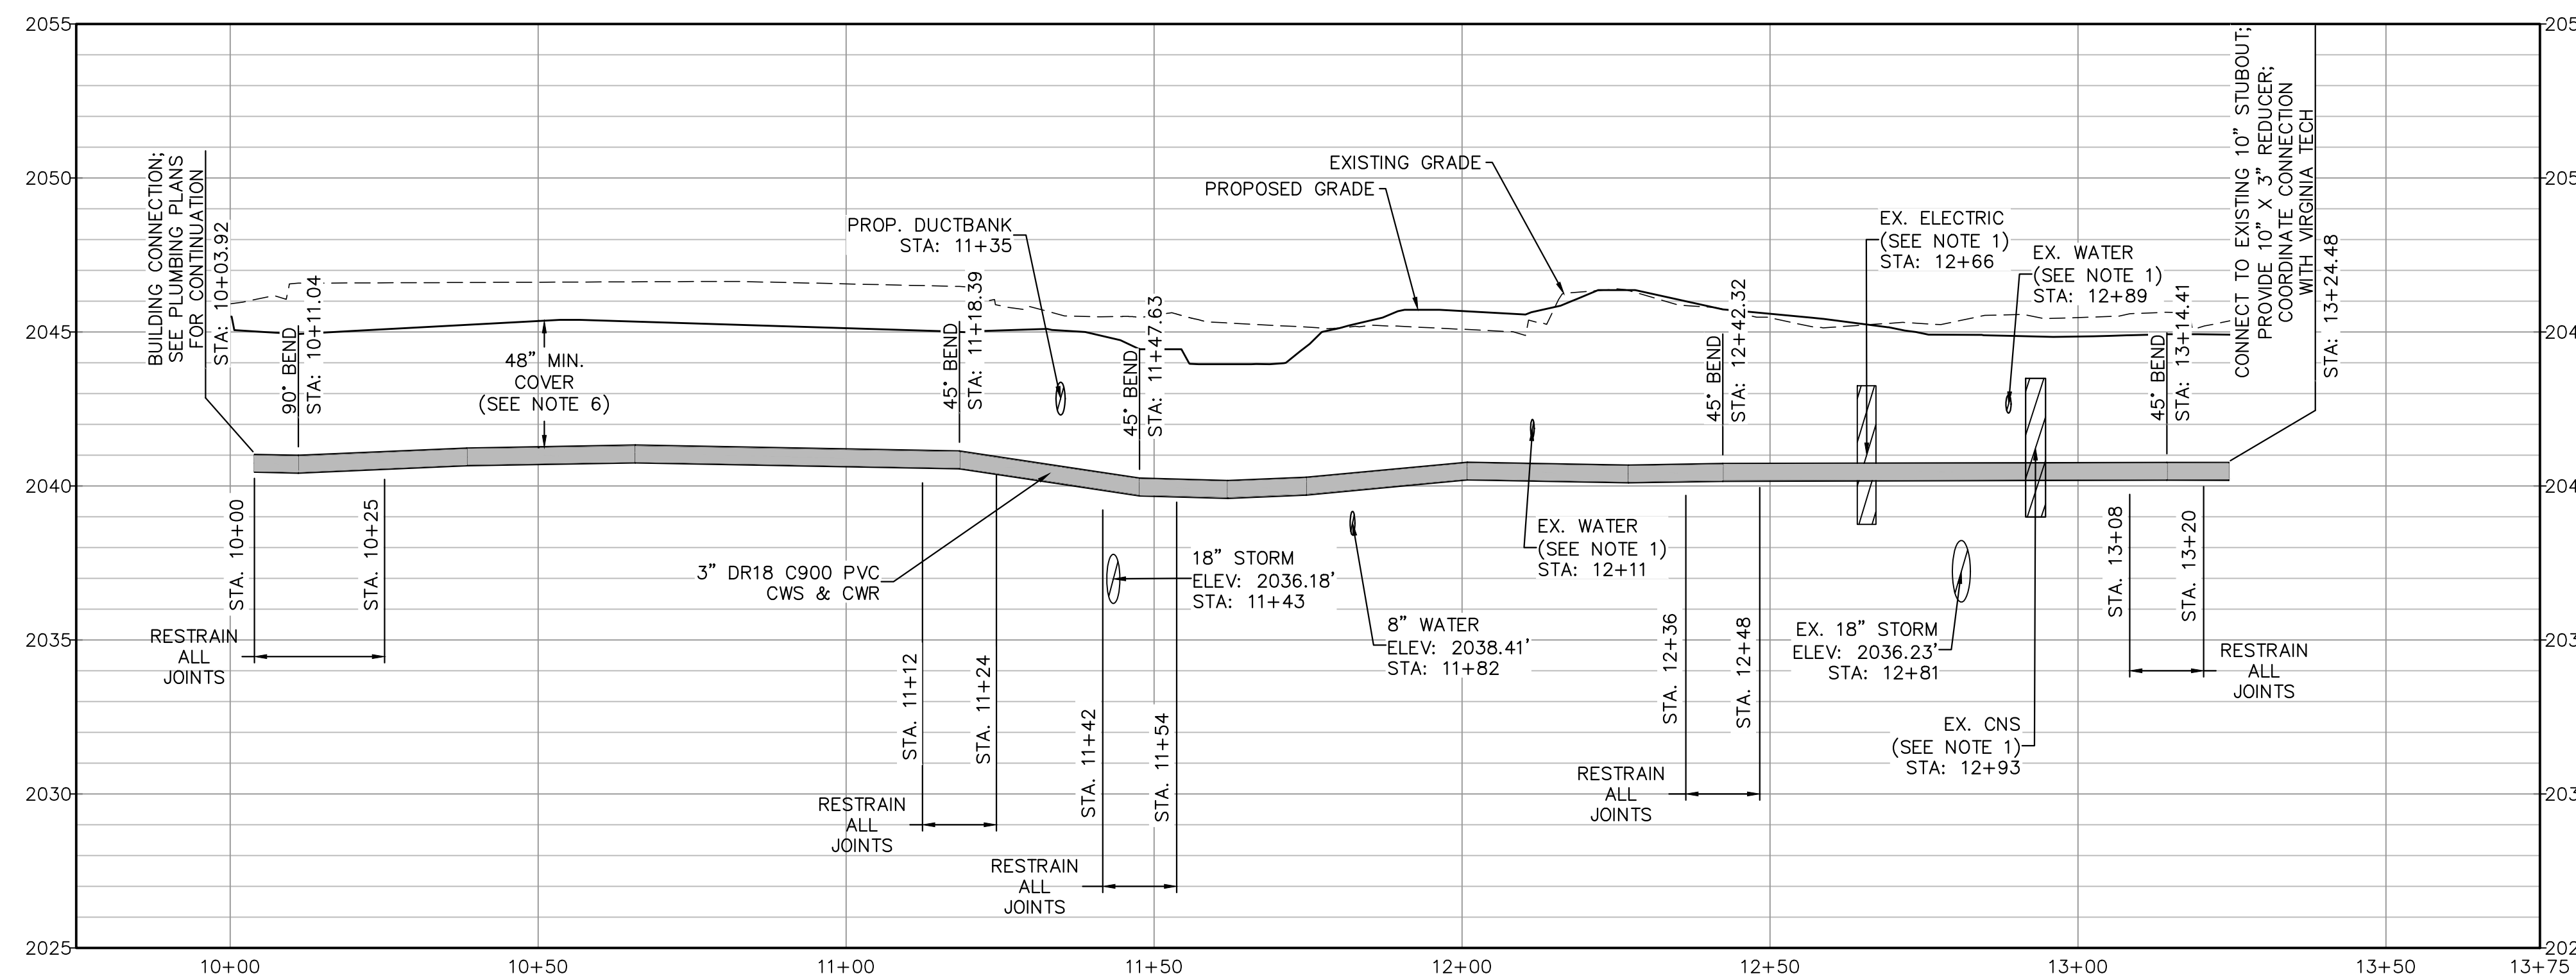 2055
2050
2045
2040
2035
2030
2025
BUILDING CONNECTION;
SEE PLUMBING PLANS
FOR CONTINUATION
STA: 10+03.92
90° BEND
STA: 10+11.04
48” MIN.
COVER
(SEE NOTE 6)
PROP. DUCTBANK
STA: 11+35
45° BEND
STA: 11+18.39
45° BEND
STA: 11+47.63
EXISTING GRADE
PROPOSED GRADE
45° BEND
STA: 12+42.32
EX. ELECTRIC
(SEE NOTE 1)
STA: 12+66
EX. WATER
(SEE NOTE 1)
STA: 12+89
45° BEND
STA: 13+14.41
CONNECT TO EXISTING 10” STUBOUT;
PROVIDE 10” X 3” REDUCER;
COORDINATE CONNECTION
WITH VIRGINIA TECH
STA: 13+24.48
STA. 10+00
STA. 10+25
RESTRAIN
ALL
JOINTS
3” DR18 C900 PVC
CWS & CWR
STA. 11+12
STA. 11+24
RESTRAIN
ALL
JOINTS
STA. 11+42
STA. 11+54
RESTRAIN
ALL
JOINTS
18” STORM
ELEV: 2036.18’
STA: 11+43
8” WATER
ELEV: 2038.41’
STA: 11+82
EX. WATER
(SEE NOTE 1)
STA: 12+11
STA. 12+36
STA. 12+48
RESTRAIN
ALL
JOINTS
EX. 18” STORM
ELEV: 2036.23’
STA: 12+81
EX. CNS
(SEE NOTE 1)
STA: 12+93
STA. 13+08
STA. 13+20
RESTRAIN
ALL
JOINTS
10+00
10+50
11+00
11+50
12+00
12+50
13+00
13+50
13+75